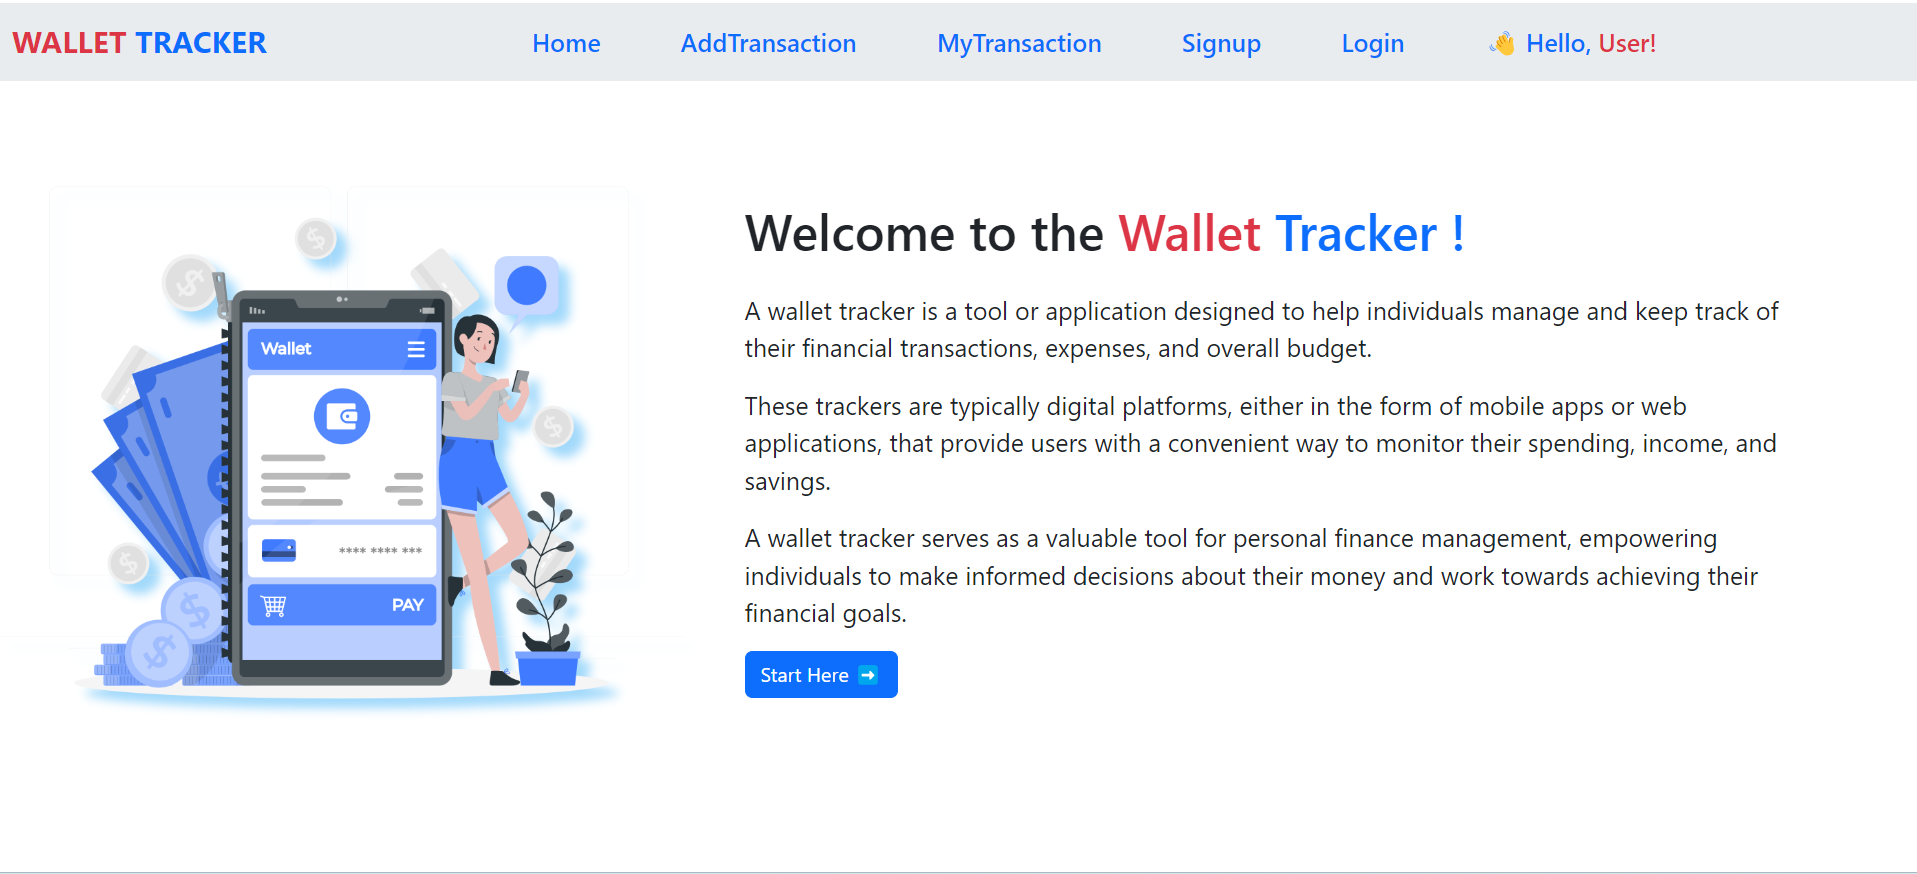 WALLET TRACKER
Home
AddTransaction
MyTransaction
Signup
Login
👋 Hello, User!
Welcome to the Wallet Tracker !
A wallet tracker is a tool or application designed to help individuals manage and keep track of
their financial transactions, expenses, and overall budget.
These trackers are typically digital platforms, either in the form of mobile apps or web
applications, that provide users with a convenient way to monitor their spending, income, and
savings.
A wallet tracker serves as a valuable tool for personal finance management, empowering
individuals to make informed decisions about their money and work towards achieving their
financial goals.
Start Here ➡
Wallet
**** **** ***
PAY